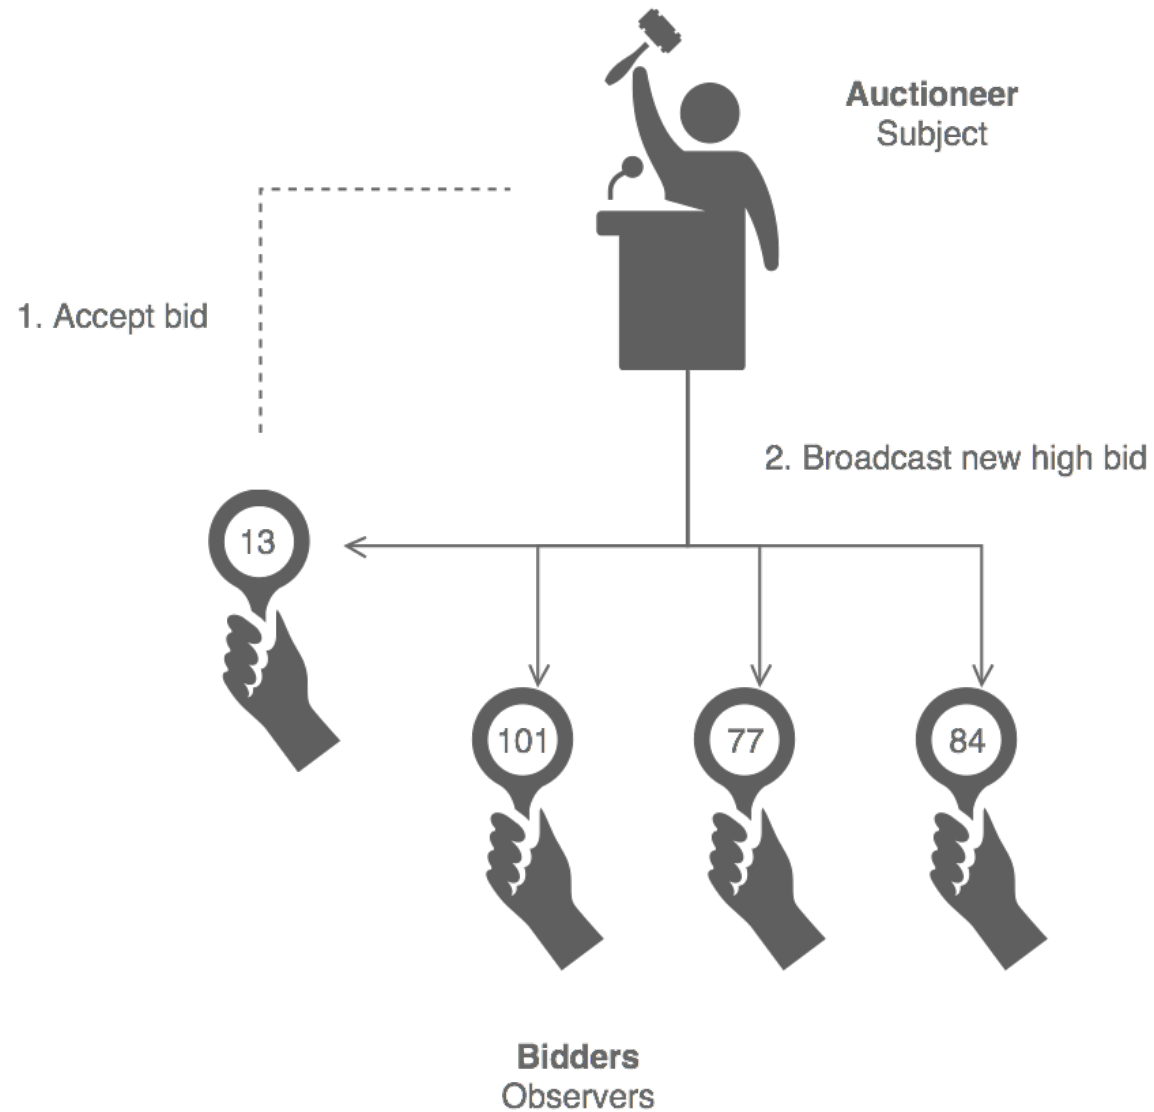 Auctioneer
Subject
1. Accept bid
2. Broadcast new high bid
13
101
77
84
Bidders
Observers